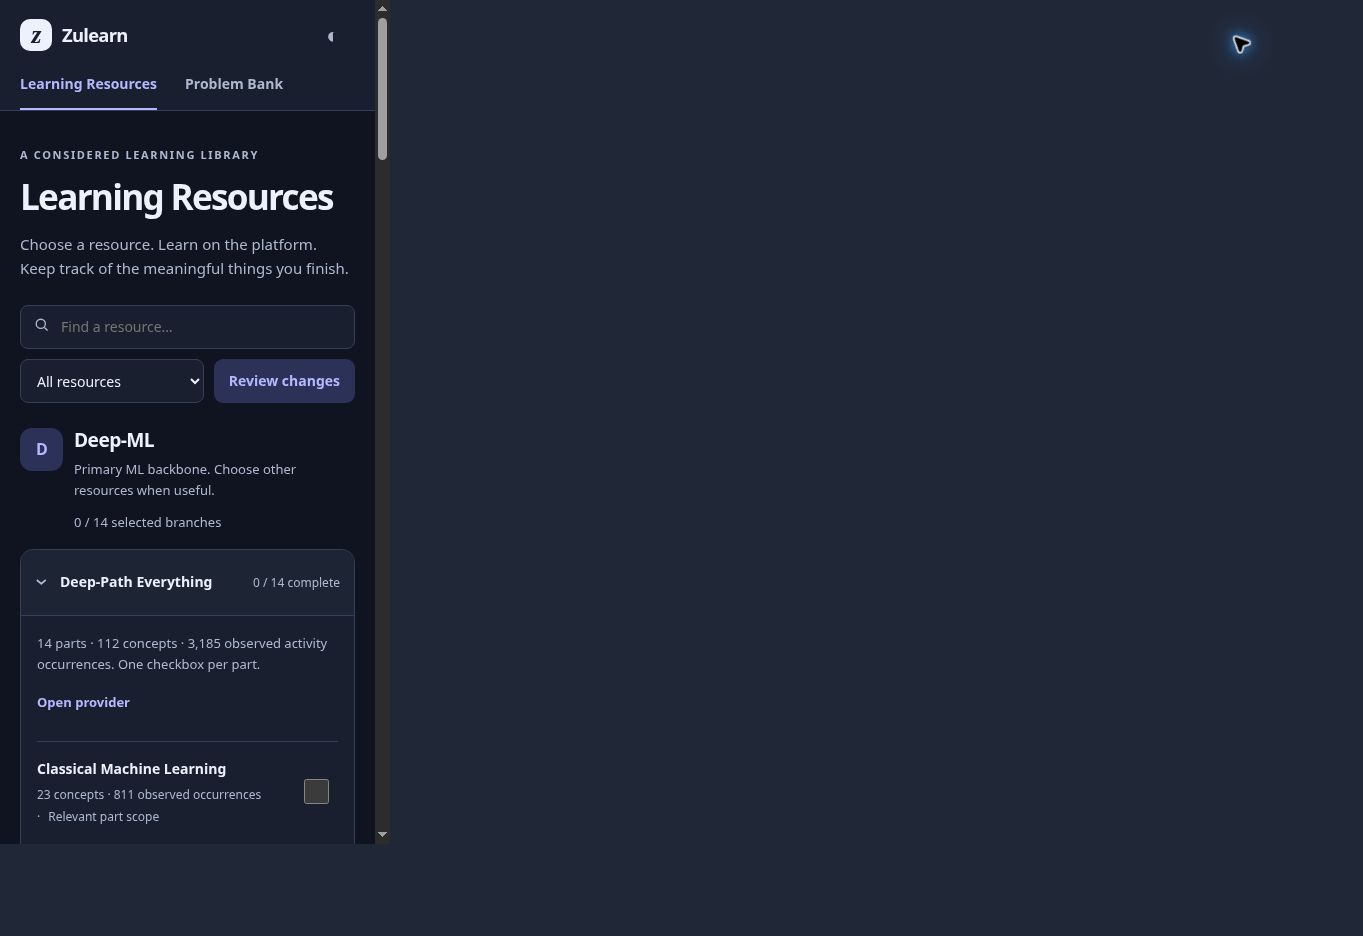 z Zulearn
Learning Resources Problem Bank
A CONSIDERED LEARNING LIBRARY
Learning Resources
Choose a resource. Learn on the platform.
Keep track of the meaningful things you finish.
Find a resource...
All resources Review changes
D Deep-ML
Primary ML backbone. Choose other
resources when useful.
0 / 14 selected branches
Deep-Path Everything 0 / 14 complete
14 parts · 112 concepts · 3,185 observed activity
occurrences. One checkbox per part.
Open provider
Classical Machine Learning
23 concepts · 811 observed occurrences
· Relevant part scope